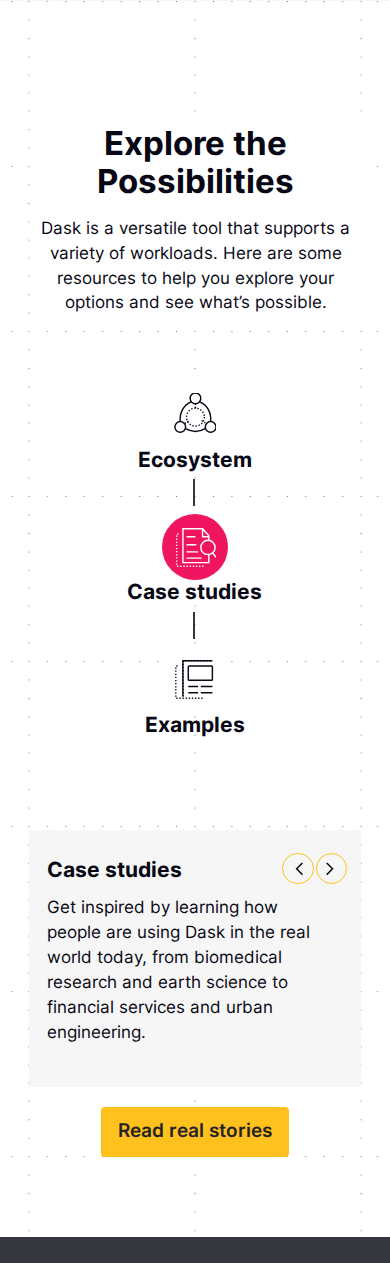 Explore the
Possibilities
Dask is a versatile tool that supports a
variety of workloads. Here are some
resources to help you explore your
options and see what’s possible.
Ecosystem
Case studies
Examples
Case studies
Get inspired by learning how
people are using Dask in the real
world today, from biomedical
research and earth science to
financial services and urban
engineering.
Read real stories